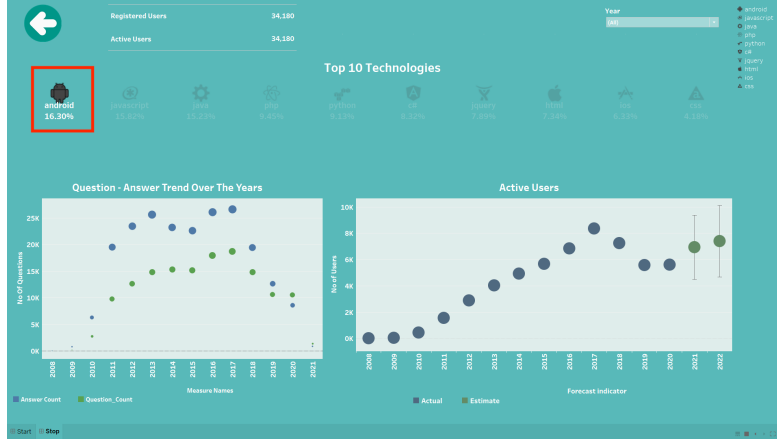 Registered Users 34,180
Active Users 34,180
Year
(All)
android
javascript
java
php
python
c#
jquery
html
ios
css
Top 10 Technologies
android javascript java php python c# jquery html ios css
16.30% 15.82% 15.23% 9.45% 9.13% 8.32% 7.89% 7.34% 6.33% 4.18%
Question - Answer Trend Over The Years
No Of Questions
25K
20K
15K
10K
5K
0K
2008 2009 2010 2011 2012 2013 2014 2015 2016 2017 2018 2019 2020 2021
Measure Names
Answer Count Question_Count
Active Users
No of Users
10K
8K
6K
4K
2K
0K
2008 2009 2010 2011 2012 2013 2014 2015 2016 2017 2018 2019 2020 2021 2022
Forecast indicator
Actual Estimate
Start Stop